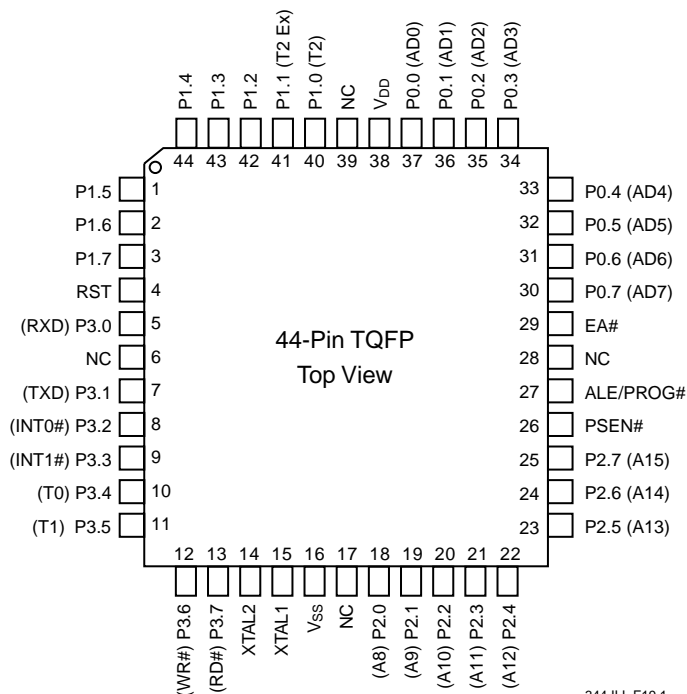 P1.4
P1.3
P1.2
P1.1 (T2 Ex)
P1.0 (T2)
NC
VDD
P0.0 (AD0)
P0.1 (AD1)
P0.2 (AD2)
P0.3 (AD3)
44 43 42 41 40 39 38 37 36 35 34
P1.5 1
P1.6 2
P1.7 3
RST 4
(RXD) P3.0 5
NC 6
(TXD) P3.1 7
(INT0#) P3.2 8
(INT1#) P3.3 9
(T0) P3.4 10
(T1) P3.5 11
44-Pin TQFP
Top View
33 P0.4 (AD4)
32 P0.5 (AD5)
31 P0.6 (AD6)
30 P0.7 (AD7)
29 EA#
28 NC
27 ALE/PROG#
26 PSEN#
25 P2.7 (A15)
24 P2.6 (A14)
23 P2.5 (A13)
12 13 14 15 16 17 18 19 20 21 22
(WR#) P3.6
(RD#) P3.7
XTAL2
XTAL1
VSS
NC
(A8) P2.0
(A9) P2.1
(A10) P2.2
(A11) P2.3
(A12) P2.4